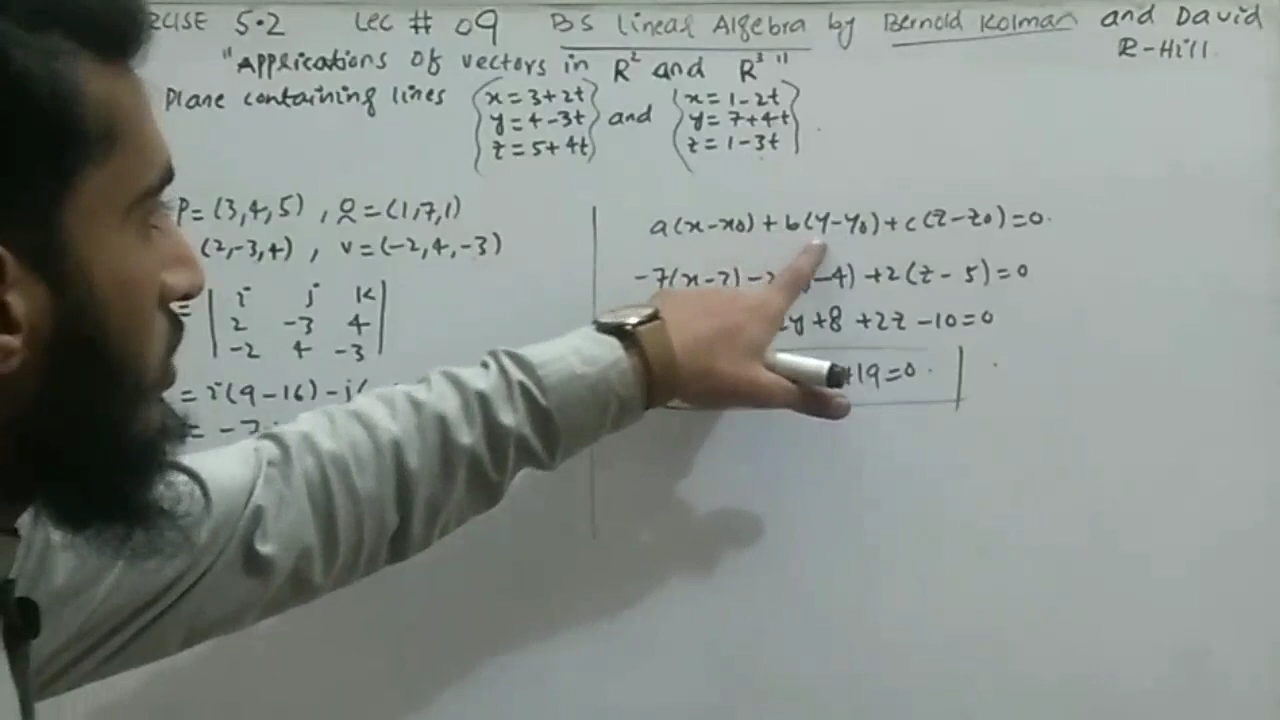 RCISE 5.2 Lec # 09 BS linear Algebra by Bernold Kolman and David R-Hill
"Applications of vectors in R² and R³"
Plane containing lines {x=3+2t y=4-3t z=5+4t} and {x=1-2t y=7+4t z=1-3t}.
P=(3,4,5), Q=(1,7,1)
(2,-3,4), v=(-2,4,-3)
= | i j k |
| 2 -3 4 |
| -2 4 -3 |
= i(9-16)-j(
= -7
a(x-x0)+b(y-y0)+c(z-z0)=0.
-7(x-3)-2 -4)+2(z-5)=0
y+8+2z-10=0
+19=0.